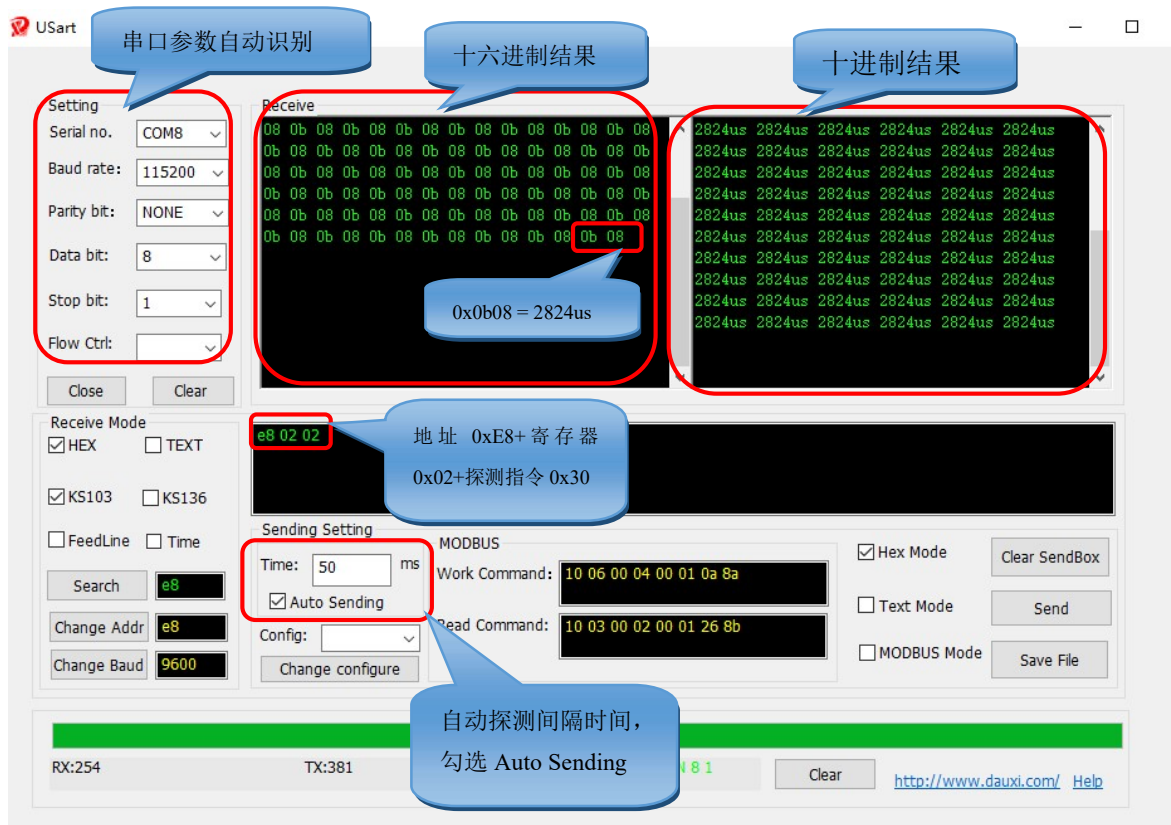 USart
串口参数自动识别
十六进制结果
十进制结果
Setting
Serial no.
COM8
Baud rate:
115200
Parity bit:
NONE
Data bit:
8
Stop bit:
1
Flow Ctrl:
Close
Clear
Receive
08 0b 08 0b 08 0b 08 0b 08 0b 08 0b 08 0b 08
0b 08 0b 08 0b 08 0b 08 0b 08 0b 08 0b 08 0b
08 0b 08 0b 08 0b 08 0b 08 0b 08 0b 08 0b 08
0b 08 0b 08 0b 08 0b 08 0b 08 0b 08 0b 08 0b
08 0b 08 0b 08 0b 08 0b 08 0b 08 0b 08 0b 08
0b 08 0b 08 0b 08 0b 08 0b 08 0b 08 0b 08
0x0b08 = 2824us
2824us 2824us 2824us 2824us 2824us 2824us
2824us 2824us 2824us 2824us 2824us 2824us
2824us 2824us 2824us 2824us 2824us 2824us
2824us 2824us 2824us 2824us 2824us 2824us
2824us 2824us 2824us 2824us 2824us 2824us
2824us 2824us 2824us 2824us 2824us 2824us
2824us 2824us 2824us 2824us 2824us 2824us
2824us 2824us 2824us 2824us 2824us 2824us
2824us 2824us 2824us 2824us 2824us 2824us
2824us 2824us 2824us 2824us 2824us 2824us
Receive Mode
HEX
TEXT
KS103
KS136
FeedLine
Time
Search
e8
Change Addr
e8
Change Baud
9600
e8 02 02
地址 0xE8+寄存器
0x02+探测指令 0x30
Sending Setting
Time:
50
ms
Auto Sending
Config:
Change configure
MODBUS
Work Command:
10 06 00 04 00 01 0a 8a
Read Command:
10 03 00 02 00 01 26 8b
Hex Mode
Text Mode
MODBUS Mode
Clear SendBox
Send
Save File
自动探测间隔时间，
勾选 Auto Sending
RX:254
TX:381
8 1
Clear
http://www.dauxi.com/
Help